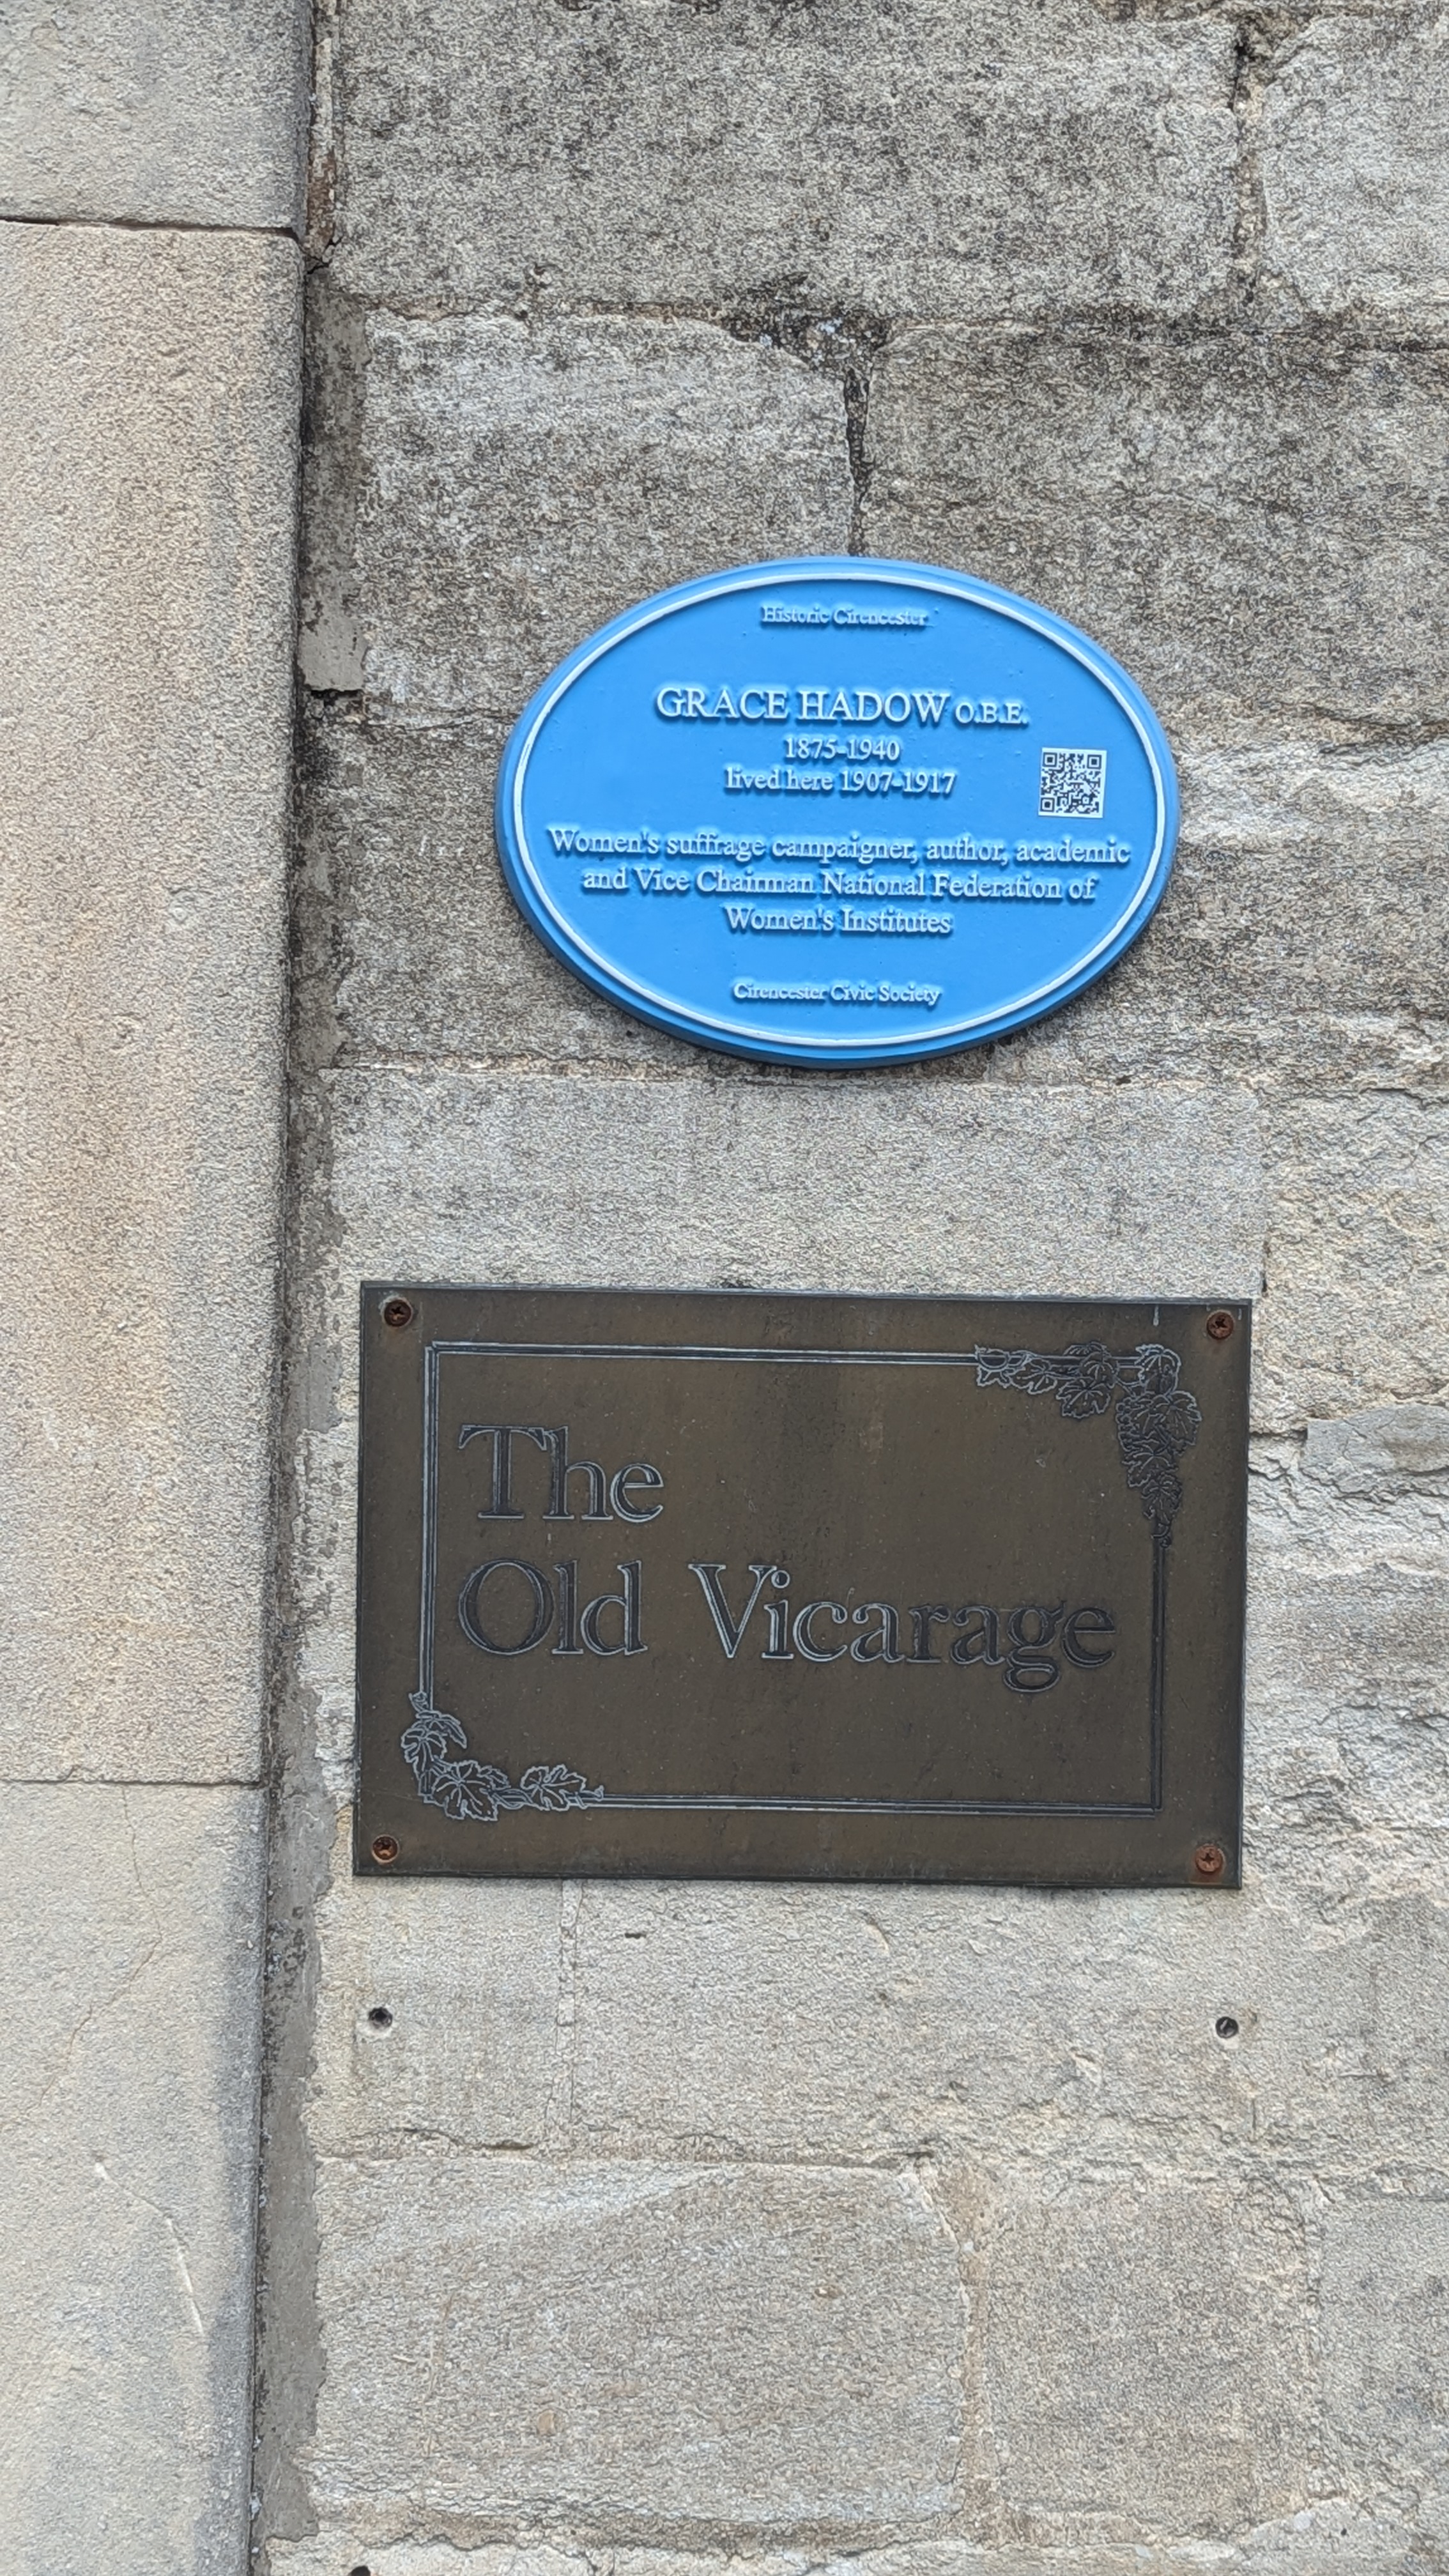 Historic Cirencester
GRACE HADOW O.B.E.
1875-1940
lived here 1907-1917
Women's suffrage campaigner, author, academic
and Vice Chairman National Federation of
Women's Institutes
Cirencester Civic Society
The
Old Vicarage